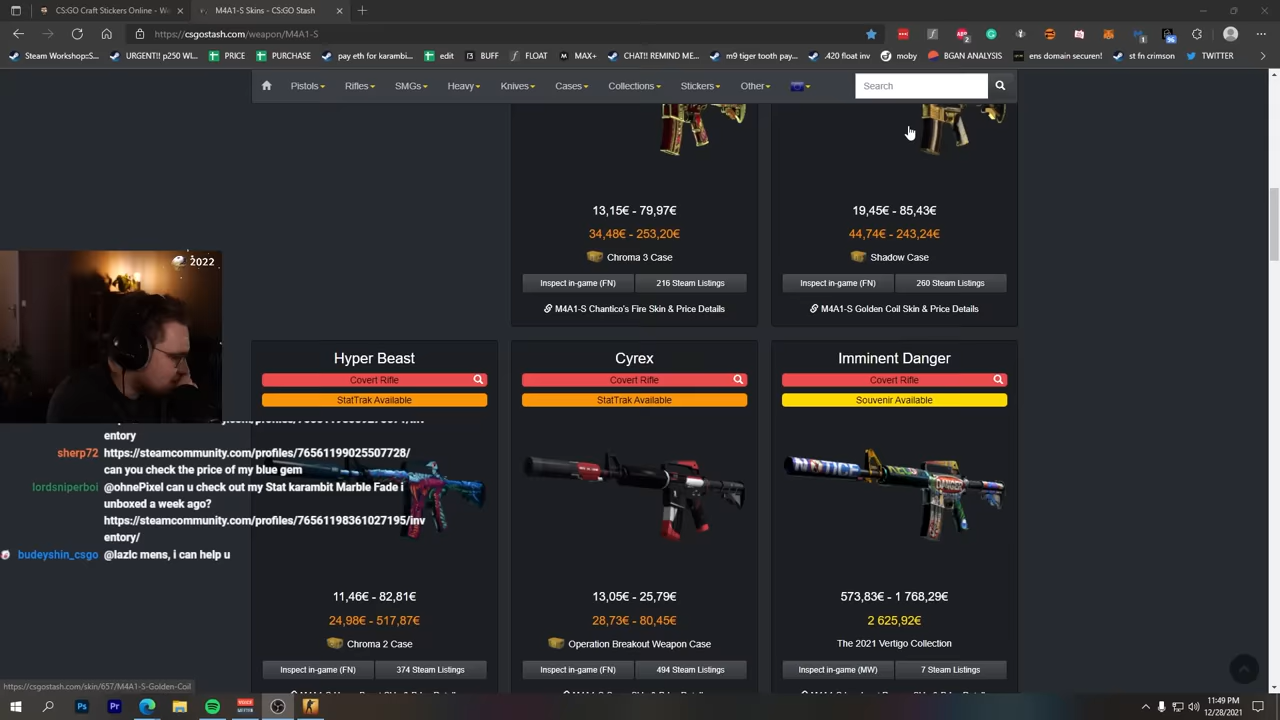 CS:GO Craft Stickers Online - W
M4A1-S Skins - CS:GO Stash
https://csgostash.com/weapon/M4A1-S
Steam Workshop:S...
URGENT!! p250 WL...
PRICE
PURCHASE
pay eth for karambi...
edit
BUFF
FLOAT
MAX+
CHAT!! REMIND ME...
m9 tiger tooth pay...
.420 float inv
moby
BGAN ANALYSIS
ens domain securel!
st fn crimson
TWITTER
Pistols
Rifles
SMGs
Heavy
Knives
Cases
Collections
Stickers
Other
Search
13,15€ - 79,97€
34,48€ - 253,20€
Chroma 3 Case
Inspect in-game (FN)
216 Steam Listings
M4A1-S Chantico's Fire Skin & Price Details
19,45€ - 85,43€
44,74€ - 243,24€
Shadow Case
Inspect in-game (FN)
260 Steam Listings
M4A1-S Golden Coil Skin & Price Details
2022
Hyper Beast
Covert Rifle
StatTrak Available
11,46€ - 82,81€
24,98€ - 517,87€
Chroma 2 Case
Inspect in-game (FN)
374 Steam Listings
Cyrex
Covert Rifle
StatTrak Available
13,05€ - 25,79€
28,73€ - 80,45€
Operation Breakout Weapon Case
Inspect in-game (FN)
494 Steam Listings
Imminent Danger
Covert Rifle
Souvenir Available
NOTICE
DANGER
573,83€ - 1 768,29€
2 625,92€
The 2021 Vertigo Collection
Inspect in-game (MW)
7 Steam Listings
entory
sherp72 https://steamcommunity.com/profiles/76561199025507728/
can you check the price of my blue gem
lordsniperboi @ohnePixel can u check out my Stat karambit Marble Fade i
unboxed a week ago?
https://steamcommunity.com/profiles/76561198361027195/inv
entory/
budeyshin_csgo @lazlc mens, i can help u
https://csgostash.com/skin/657/M4A1-S-Golden-Coil
11:49 PM
12/28/2021